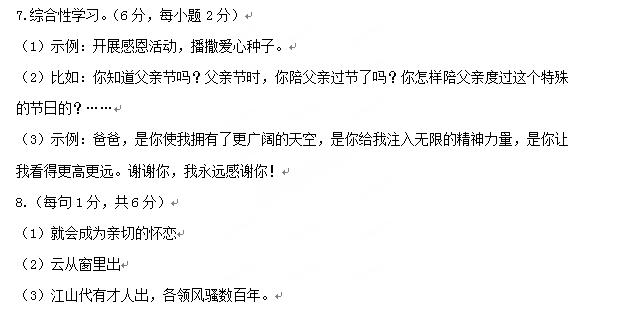 7.综合性学习。（6分，每小题2分）
（1）示例：开展感恩活动，播撒爱心种子。
（2）比如：你知道父亲节吗？父亲节时，你陪父亲过节了吗？你怎样陪父亲度过这个特殊
的节日的？……
（3）示例：爸爸，是你使我拥有了更广阔的天空，是你给我注入无限的精神力量，是你让
我看得更高更远。谢谢你，我永远感谢你！
8.（每句1分，共6分）
（1）就会成为亲切的怀恋
（2）云从窗里出
（3）江山代有才人出，各领风骚数百年。